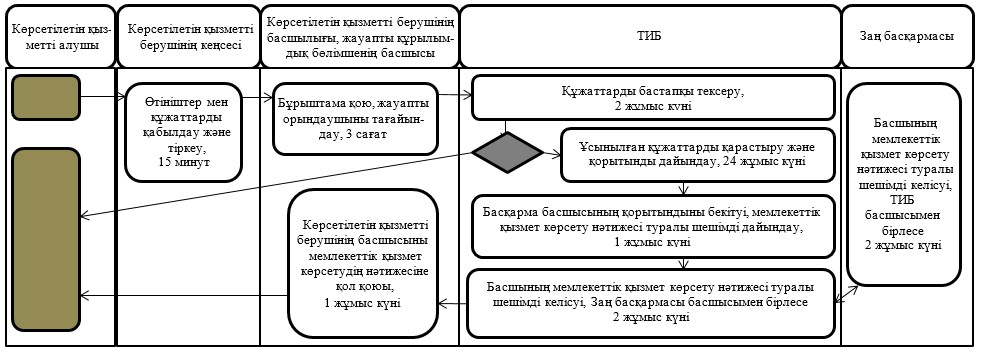 Көрсетілетін қыз-
метті алушы
Көрсетілетін қызметті
берушінің кеңсесі
Көрсетілетін қызметті берушінің
басшылығы, жауапты құрылым-
дық бөлімшенің басшысы
ТИБ
Заң басқармасы
Өтініштер мен
құжаттарды
қабылдау және
тіркеу,
15 минут
Бұрыштама қою, жауапты
орындаушыны тағайын-
дау, 3 сағат
Құжаттарды бастапқы тексеру,
2 жұмыс күні
Ұсынылған құжаттарды қарастыру және
қорытынды дайындау, 24 жұмыс күні
Басқарма басшысының қорытындыны бекітуі, мемлекеттік
қызмет көрсету нәтижесі туралы шешімді дайындау,
1 жұмыс күні
Басшының мемлекеттік қызмет көрсету нәтижесі туралы
шешімді келісуі, Заң басқармасы басшысымен бірлесе
2 жұмыс күні
Көрсетілетін қызметті
берушінің басшысыны
мемлекеттік қызмет
көрсетудің нәтижесіне
қол қоюы,
1 жұмыс күні
Басшының
мемлекеттік
қызмет көрсету
нәтижесі туралы
шешімді келісуі,
ТИБ
басшысымен
бірлесе
2 жұмыс күні